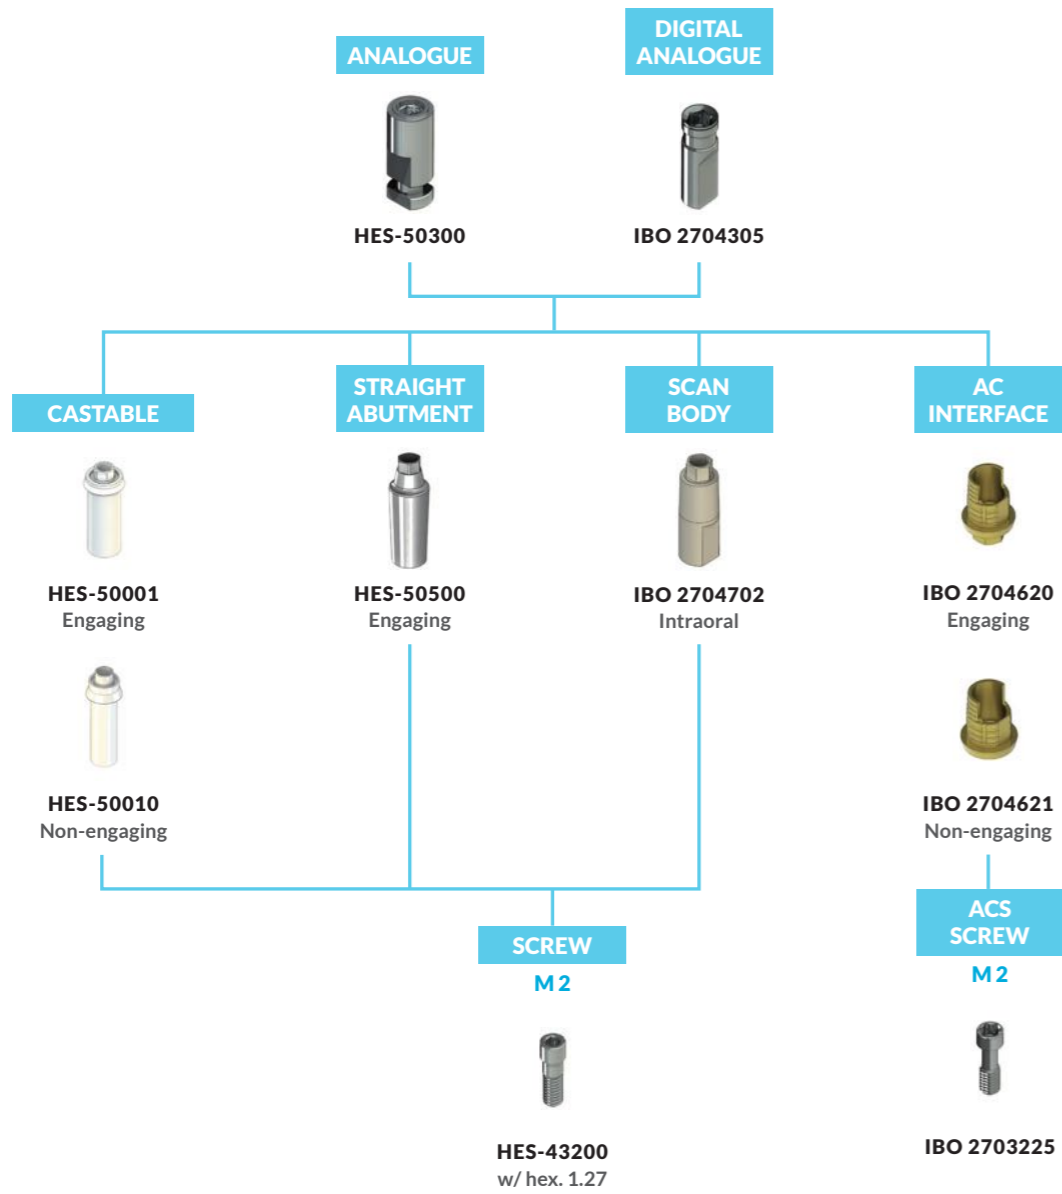 ANALOGUE
DIGITAL
ANALOGUE
HES-50300
IBO 2704305
CASTABLE
STRAIGHT
ABUTMENT
SCAN
BODY
AC
INTERFACE
HES-50001
Engaging
HES-50500
Engaging
IBO 2704702
Intraoral
IBO 2704620
Engaging
HES-50010
Non-engaging
IBO 2704621
Non-engaging
SCREW
M 2
ACS
SCREW
M 2
HES-43200
w/ hex. 1.27
IBO 2703225